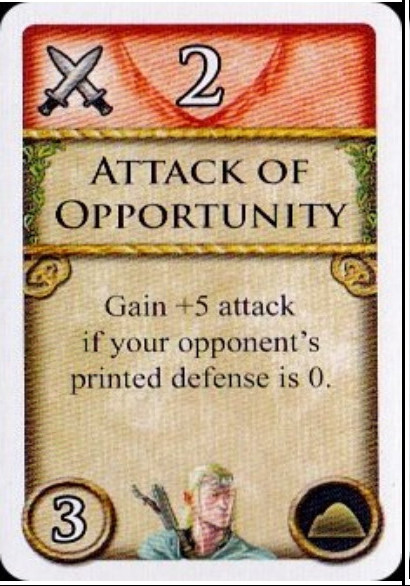 2
ATTACK OF
OPPORTUNITY
Gain +5 attack
if your opponent's
printed defense is 0.
3